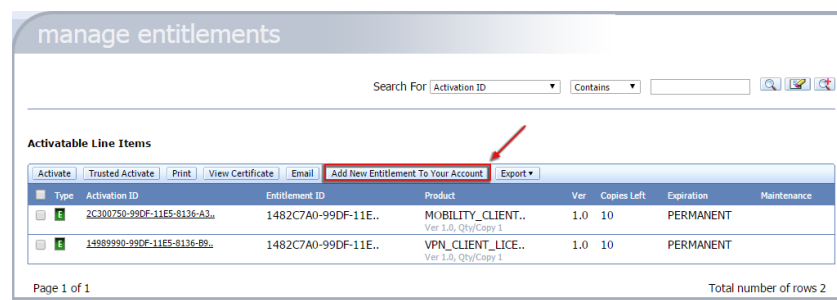 manage entitlements
Search For Activation ID Contains
Activatable Line Items
Activate Trusted Activate Print View Certificate Email Add New Entitlement To Your Account Export
Type Activation ID Entitlement ID Product Ver Copies Left Expiration Maintenance
E 2C300750-99DF-11E5-8136-A3.. 1482C7A0-99DF-11E.. MOBILITY_CLIENT.. 1.0 10 PERMANENT
Ver 1.0, Qty/Copy 1
E 14989990-99DF-11E5-8136-B9.. 1482C7A0-99DF-11E.. VPN_CLIENT_LICE.. 1.0 10 PERMANENT
Ver 1.0, Qty/Copy 1
Page 1 of 1 Total number of rows 2